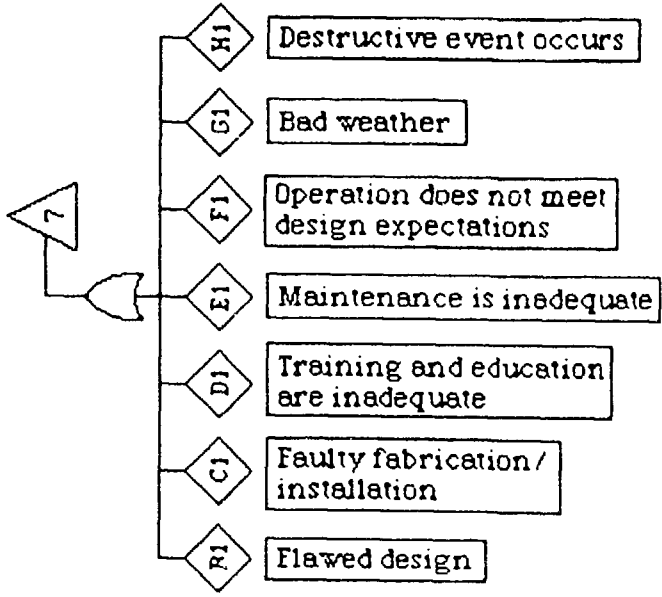 H1
Destructive event occurs
G1
Bad weather
7
F1
Operation does not meet
design expectations
E1
Maintenance is inadequate
D1
Training and education
are inadequate
C1
Faulty fabrication/
installation
B1
Flawed design